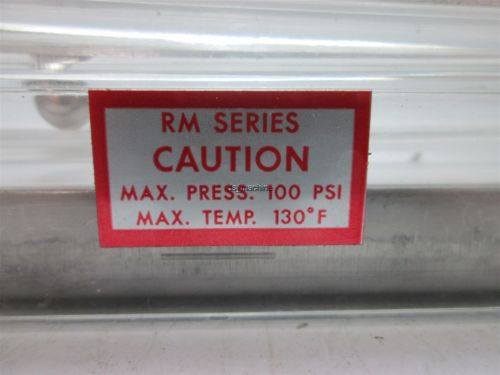 RM SERIES
CAUTION
MAX. PRESS. 100 PSI
MAX. TEMP. 130°F